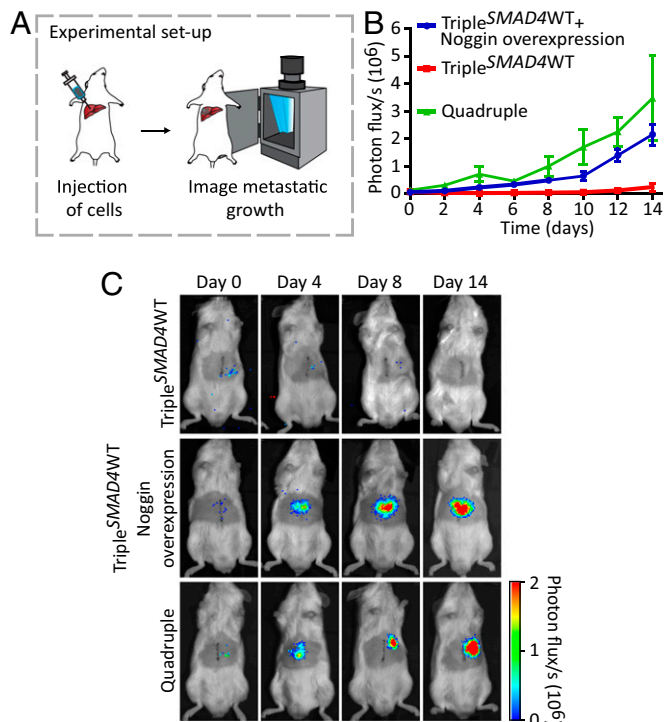 A
Experimental set-up
Injection
of cells
Image metastatic
growth
B
Photon flux/s (10⁶)
6
5
4
3
2
1
0
0 2 4 6 8 10 12 14
Time (days)
Triple^SMAD4WT+
Noggin overexpression
Triple^SMAD4WT
Quadruple
C
Day 0 Day 4 Day 8 Day 14
Triple^SMAD4WT
Triple^SMAD4WT
Noggin
overexpression
Quadruple
2
1
0
Photon flux/s (10⁶